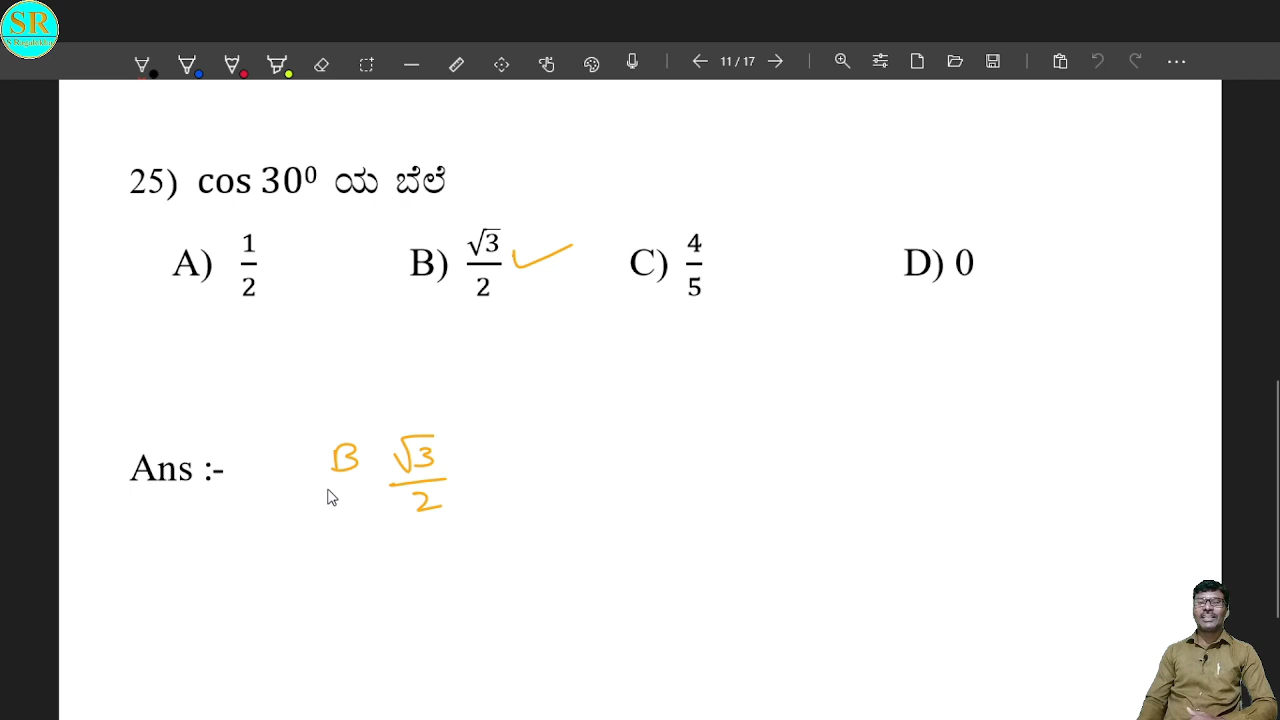 SR
11 / 17
25) cos 30⁰ ಯ ಬೆಲೆ
A) 1/2 B) √3/2 ✓ C) 4/5 D) 0
Ans :- B √3/2